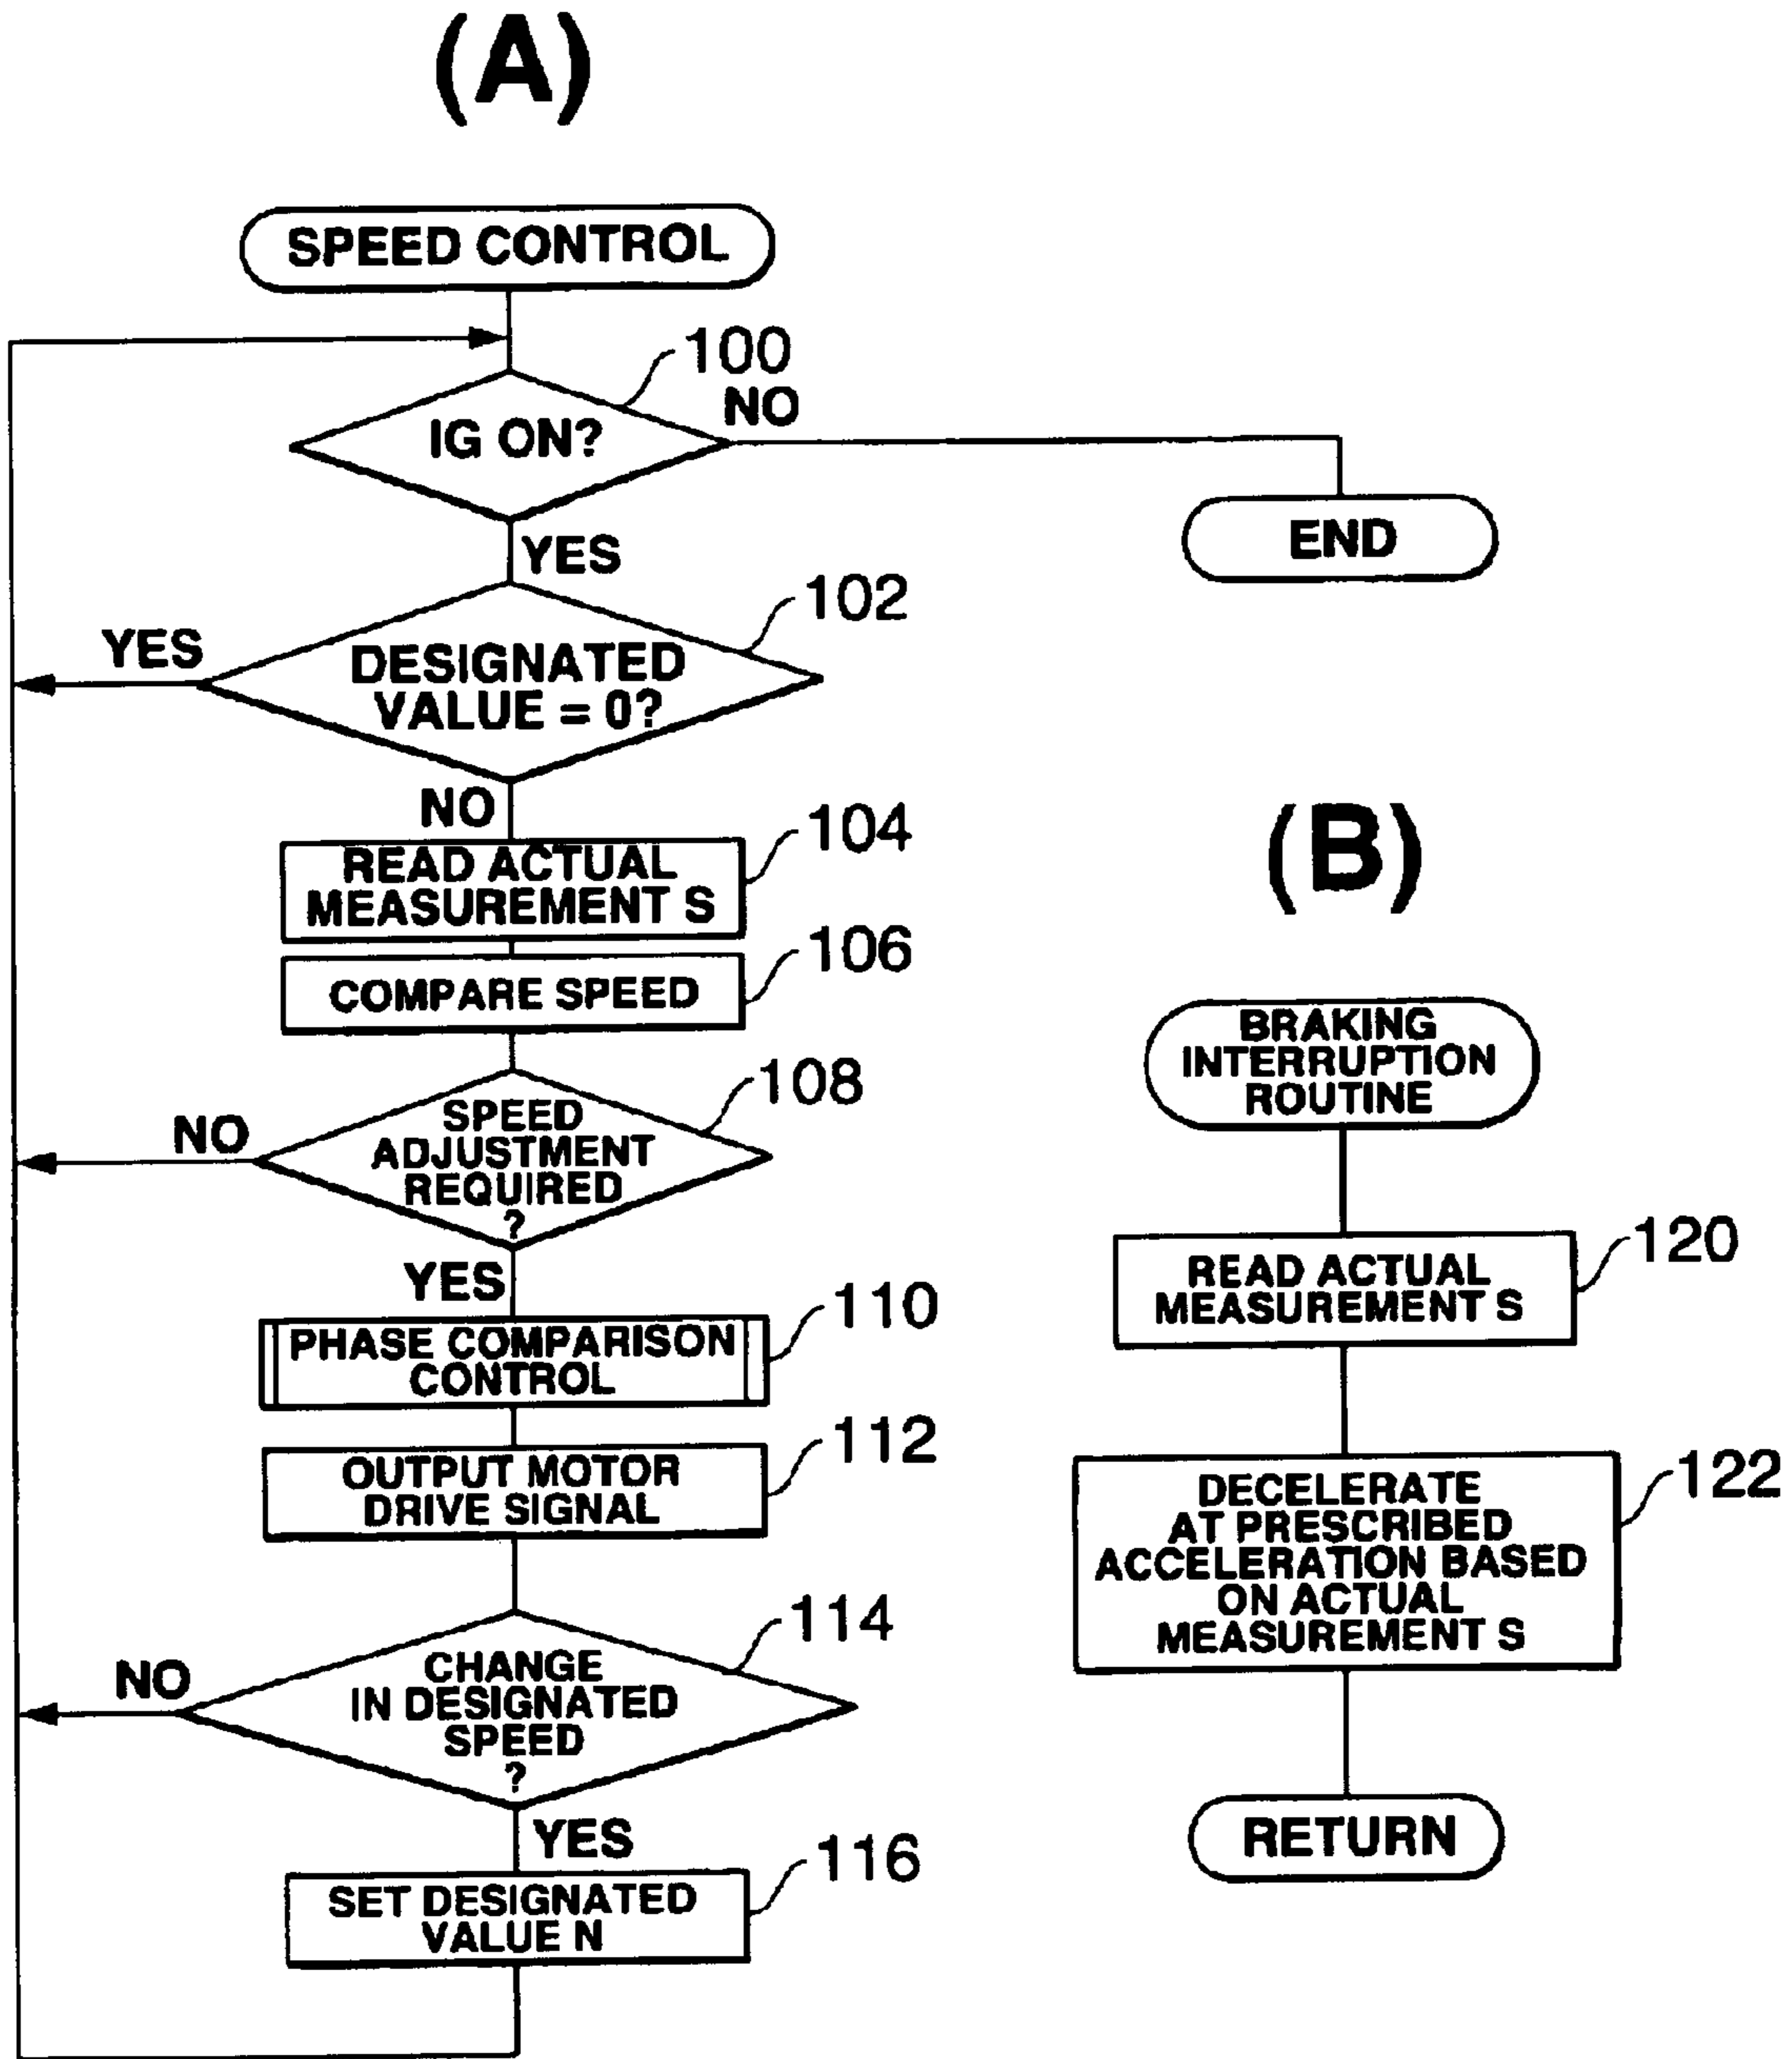 (A)
SPEED CONTROL
100
NO
IG ON?
END
YES
102
YES
DESIGNATED
VALUE = 0?
NO
104
READ ACTUAL
MEASUREMENT S
106
COMPARE SPEED
108
NO
SPEED
ADJUSTMENT
REQUIRED
?
YES
110
PHASE COMPARISON
CONTROL
112
OUTPUT MOTOR
DRIVE SIGNAL
114
NO
CHANGE
IN DESIGNATED
SPEED
?
YES
116
SET DESIGNATED
VALUE N
(B)
BRAKING
INTERRUPTION
ROUTINE
120
READ ACTUAL
MEASUREMENT S
122
DECELERATE
AT PRESCRIBED
ACCELERATION BASED
ON ACTUAL
MEASUREMENT S
RETURN